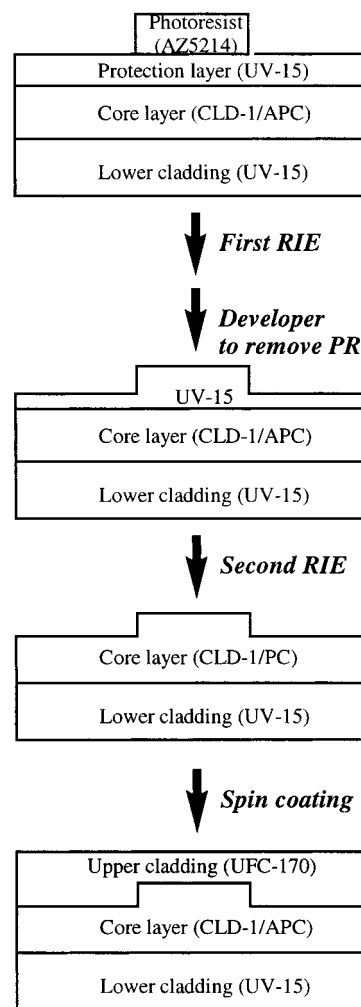 Photoresist
(AZ5214)
Protection layer (UV-15)
Core layer (CLD-1/APC)
Lower cladding (UV-15)
First RIE
Developer
to remove PR
UV-15
Core layer (CLD-1/APC)
Lower cladding (UV-15)
Second RIE
Core layer (CLD-1/PC)
Lower cladding (UV-15)
Spin coating
Upper cladding (UFC-170)
Core layer (CLD-1/APC)
Lower cladding (UV-15)